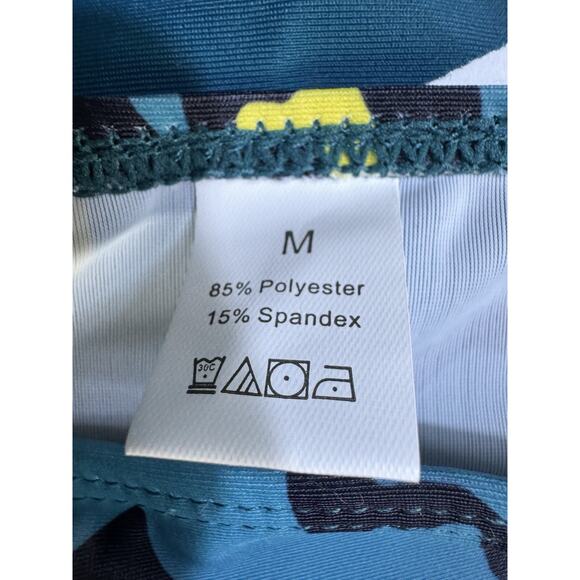 M
85% Polyester
15% Spandex
30C